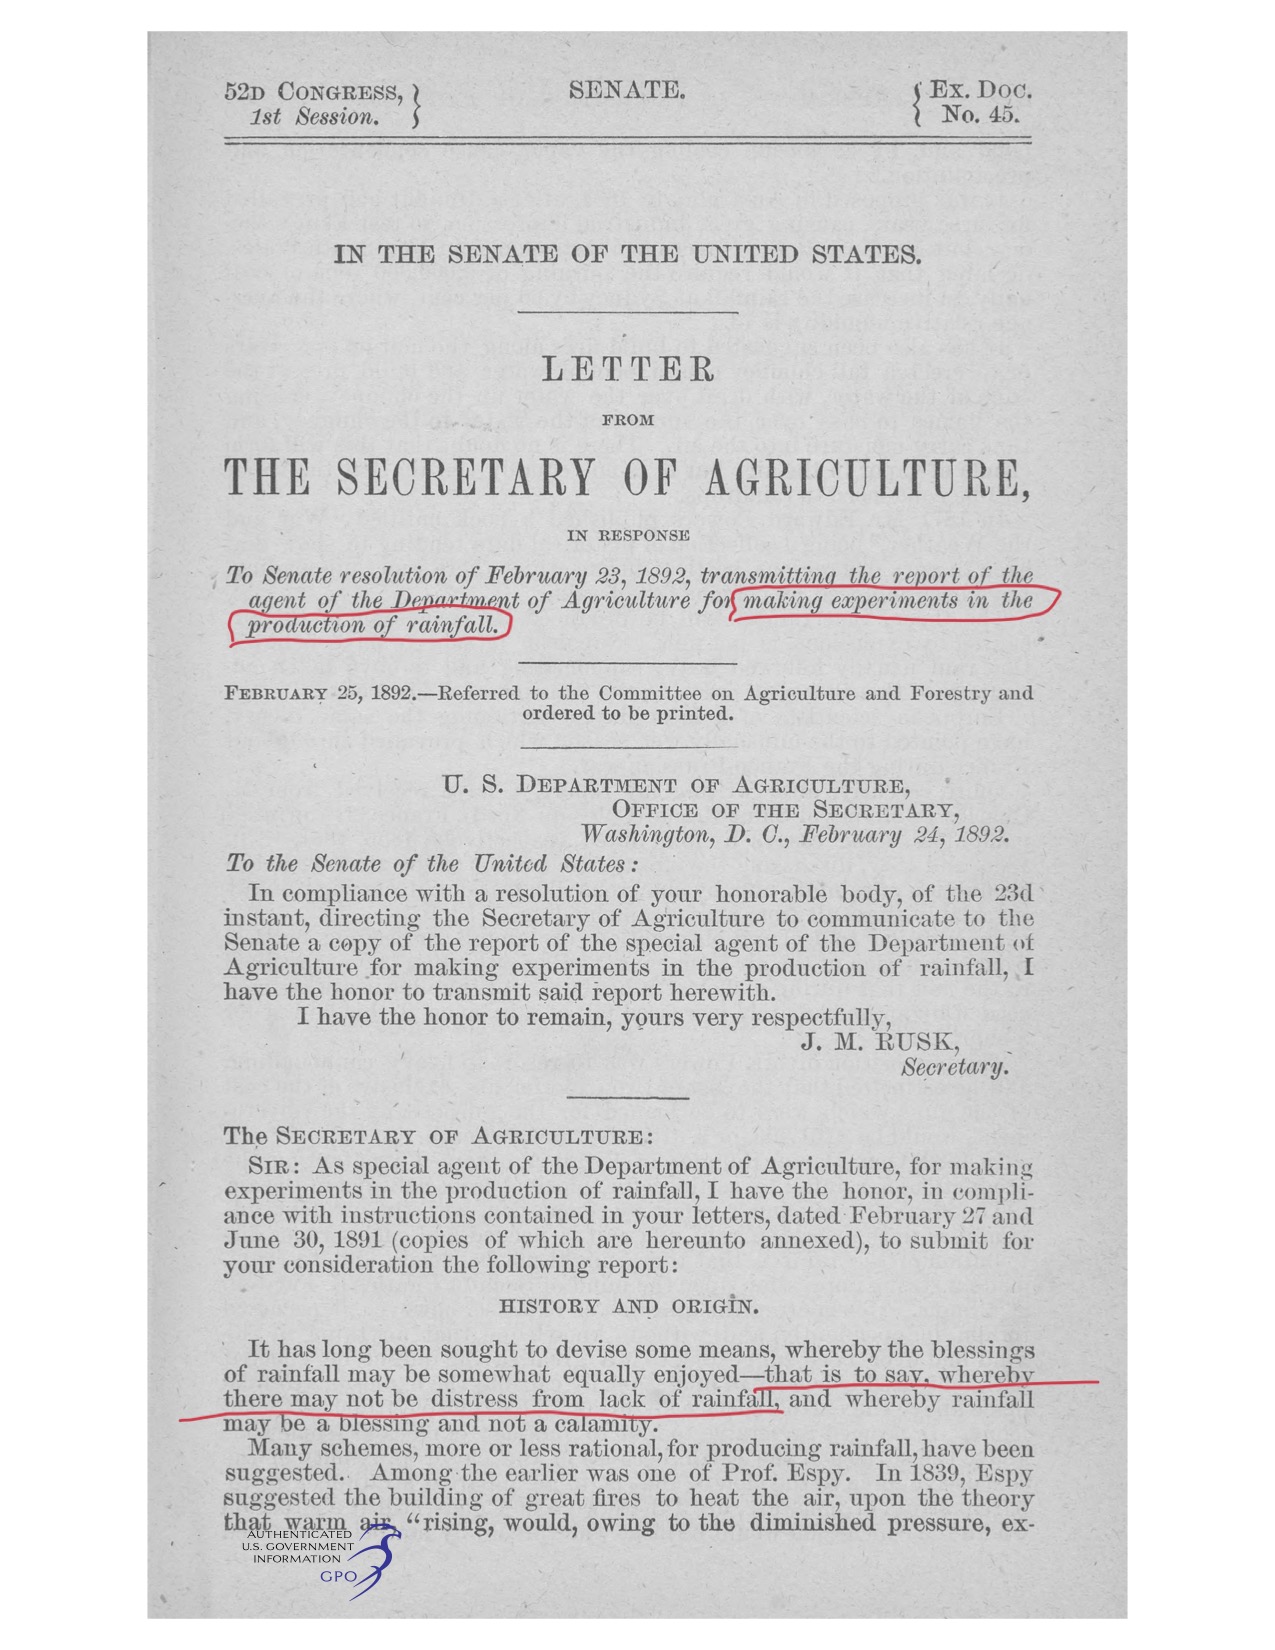 52D CONGRESS,
1st Session.
SENATE.
Ex. Doc.
No. 45.
IN THE SENATE OF THE UNITED STATES.
LETTER
FROM
THE SECRETARY OF AGRICULTURE,
IN RESPONSE
To Senate resolution of February 23, 1892, transmitting the report of the
agent of the Department of Agriculture for making experiments in the
production of rainfall.
FEBRUARY 25, 1892.—Referred to the Committee on Agriculture and Forestry and
ordered to be printed.
U. S. DEPARTMENT OF AGRICULTURE,
OFFICE OF THE SECRETARY,
Washington, D. C., February 24, 1892.
To the Senate of the United States:
In compliance with a resolution of your honorable body, of the 23d
instant, directing the Secretary of Agriculture to communicate to the
Senate a copy of the report of the special agent of the Department of
Agriculture for making experiments in the production of rainfall, I
have the honor to transmit said report herewith.
I have the honor to remain, yours very respectfully,
J. M. RUSK,
Secretary.
The SECRETARY OF AGRICULTURE:
SIR: As special agent of the Department of Agriculture, for making
experiments in the production of rainfall, I have the honor, in compli-
ance with instructions contained in your letters, dated February 27 and
June 30, 1891 (copies of which are hereunto annexed), to submit for
your consideration the following report:
HISTORY AND ORIGIN.
It has long been sought to devise some means, whereby the blessings
of rainfall may be somewhat equally enjoyed—that is to say, whereby
there may not be distress from lack of rainfall, and whereby rainfall
may be a blessing and not a calamity.
Many schemes, more or less rational, for producing rainfall, have been
suggested. Among the earlier was one of Prof. Espy. In 1839, Espy
suggested the building of great fires to heat the air, upon the theory
that warm air, "rising, would, owing to the diminished pressure, ex-
AUTHENTICATED
U.S. GOVERNMENT
INFORMATION
GPO